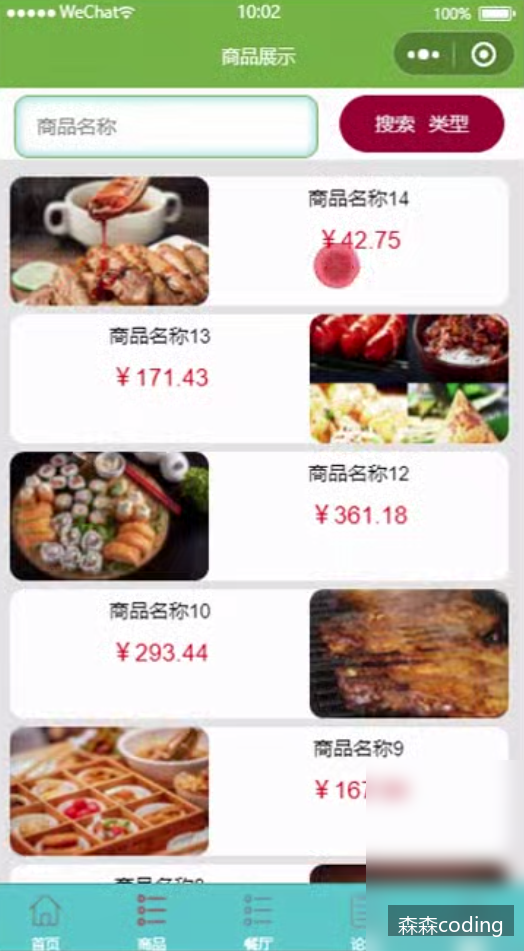 WeChat 10:02 100%
商品展示
商品名称
搜索 类型
商品名称14
￥42.75
商品名称13
￥171.43
商品名称12
￥361.18
商品名称10
￥293.44
商品名称9
￥167
首页 商品 餐厅 论
森森coding